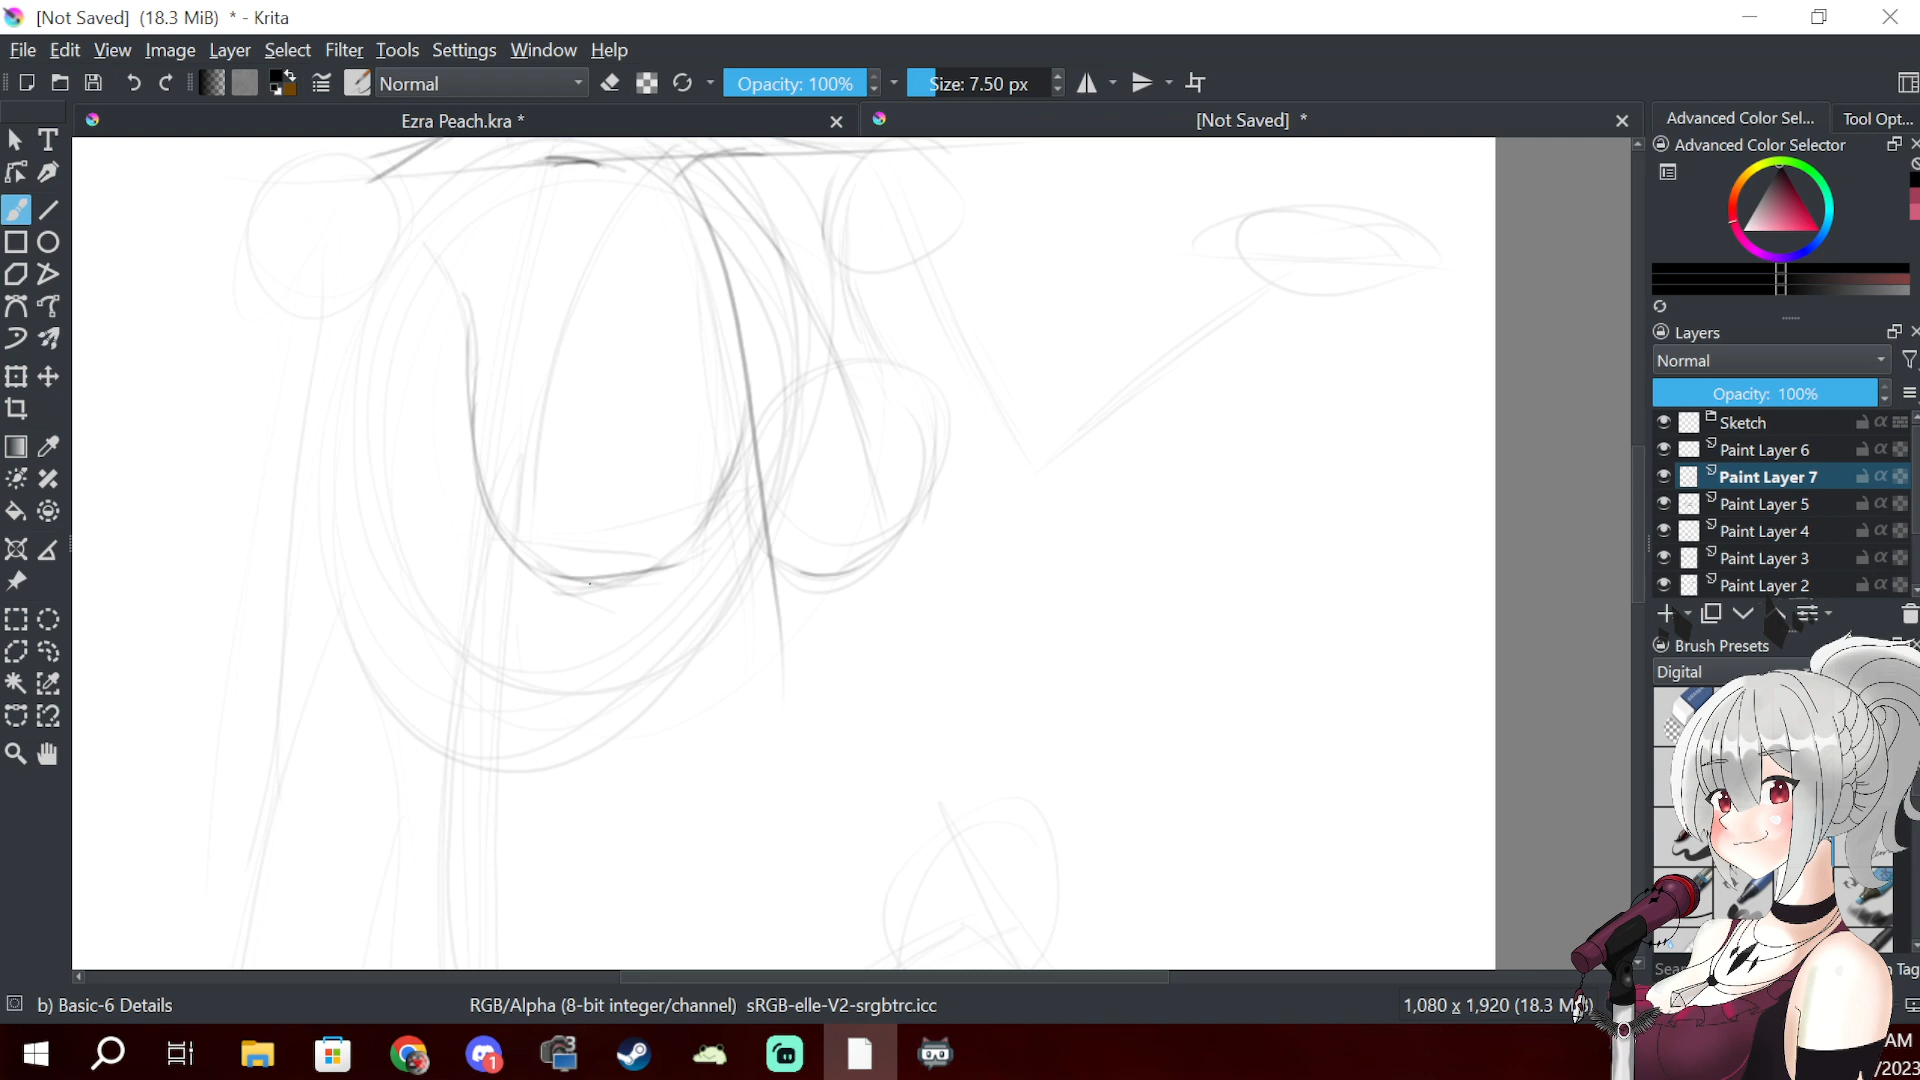 [Not Saved] (18.3 MiB) * - Krita
File Edit View Image Layer Select Filter Tools Settings Window Help
Normal
Opacity: 100%
Size: 7.50 px
Ezra Peach.kra *
[Not Saved] *
Advanced Color Sel...
Tool Opt...
Advanced Color Selector
Layers
Normal
Opacity: 100%
Sketch
Paint Layer 6
Paint Layer 7
Paint Layer 5
Paint Layer 4
Paint Layer 3
Paint Layer 2
Brush Presets
Digital
Tag
b) Basic-6 Details
RGB/Alpha (8-bit integer/channel) sRGB-elle-V2-srgbtrc.icc
1,080 x 1,920 (18.3
1
3
AM
/2023